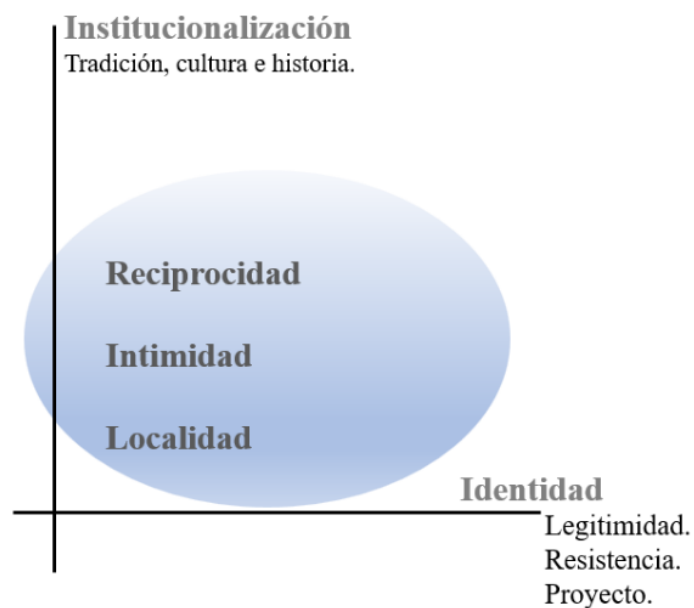 Institucionalización
Tradición, cultura e historia.
Reciprocidad
Intimidad
Localidad
Identidad
Legitimidad.
Resistencia.
Proyecto.